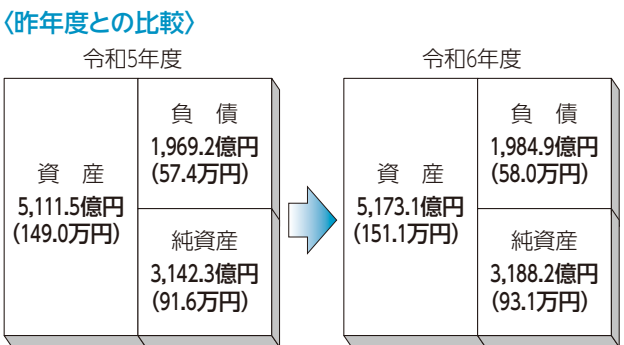 〈昨年度との比較〉
令和5年度
資　産
5,111.5億円
(149.0万円)
負　債
1,969.2億円
(57.4万円)
純資産
3,142.3億円
(91.6万円)
令和6年度
資　産
5,173.1億円
(151.1万円)
負　債
1,984.9億円
(58.0万円)
純資産
3,188.2億円
(93.1万円)